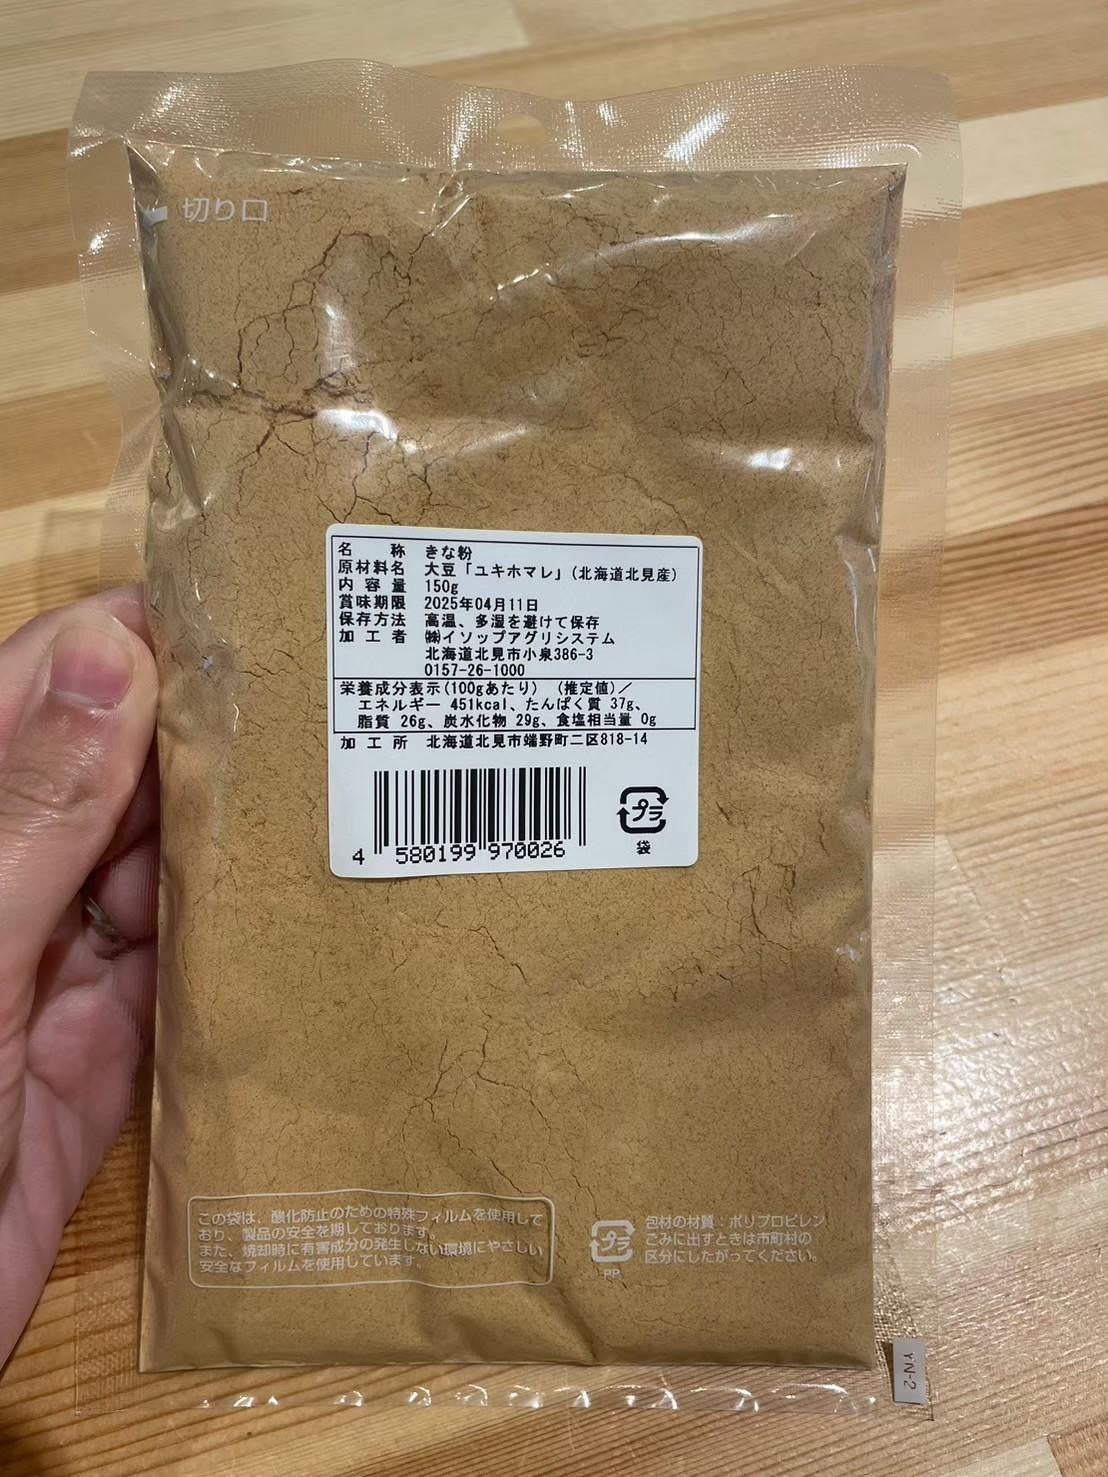 切り口
名称 きな粉
原材料名 大豆「ユキホマレ」(北海道北見産)
内容量 150g
賞味期限 2025年04月11日
保存方法 高温、多湿を避けて保存
加工者 ㈱イソップアグリシステム
北海道北見市小泉386-3
0157-26-1000
栄養成分表示(100gあたり) (推定値)/
エネルギー 451kcal、たんぱく質 37g、
脂質 26g、炭水化物 29g、食塩相当量 0g
加工所 北海道北見市端野町二区818-14
4 580199 970026
プラ
袋
この袋は、酸化防止のための特殊フィルムを使用して
おり、製品の安全を期しております。
また、焼却時に有害成分の発生しない環境にやさしい
安全なフィルムを使用しています。
プラ
PP
包材の材質:ポリプロピレン
ごみに出すときは市町村の
区分にしたがってください。
YN-2